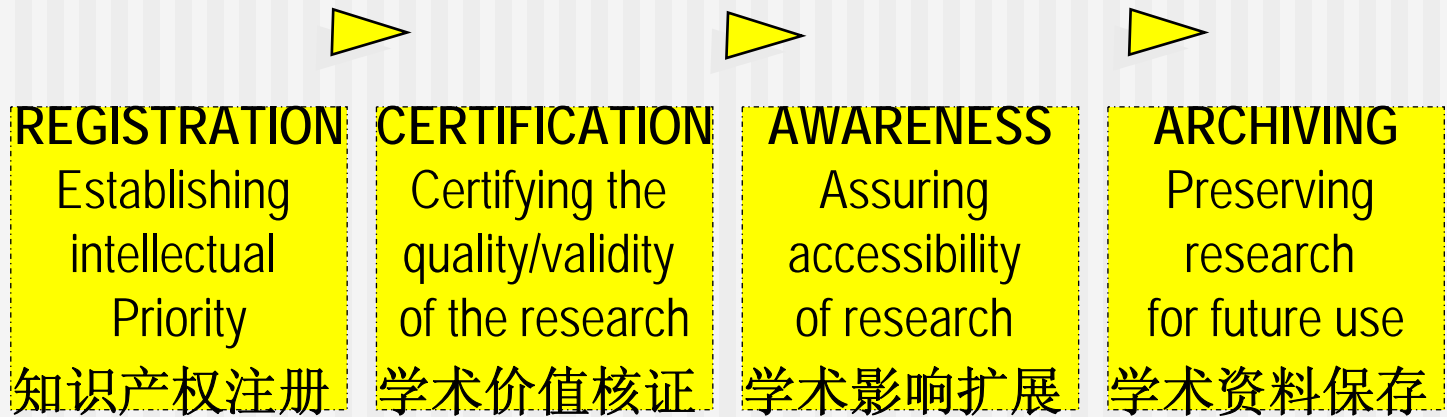 REGISTRATION
Establishing
intellectual
Priority
知识产权注册
CERTIFICATION
Certifying the
quality/validity
of the research
学术价值核证
AWARENESS
Assuring
accessibility
of research
学术影响扩展
ARCHIVING
Preserving
research
for future use
学术资料保存